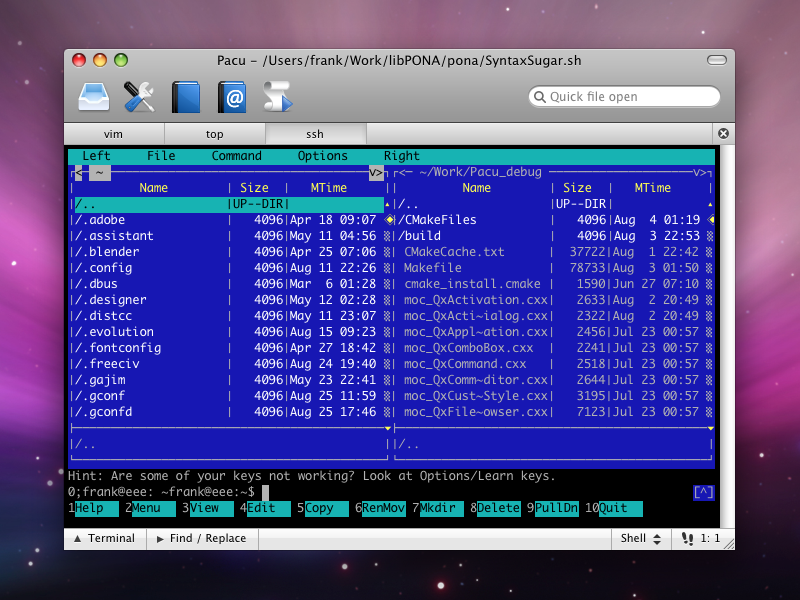 Pacu - /Users/frank/Work/libPONA/pona/SyntaxSugar.sh
Quick file open
vim top ssh
Left File Command Options Right
<- ~ v> <- ~/Work/Pacu_debug v>
Name | Size | MTime | Name | Size | MTime
/.. |UP--DIR| /.. |UP--DIR|
/.adobe | 4096|Apr 18 09:07 /CMakeFiles | 4096|Aug 4 01:19
/.assistant | 4096|May 11 04:56 /build | 4096|Aug 3 22:53
/.blender | 4096|Apr 25 07:06 CMakeCache.txt | 37722|Aug 1 22:42
/.config | 4096|Aug 11 22:26 Makefile | 78733|Aug 3 01:50
/.dbus | 4096|Mar 6 01:28 cmake_install.cmake | 1590|Jun 27 07:10
/.designer | 4096|May 12 02:28 moc_QxActivation.cxx| 2633|Aug 2 20:49
/.distcc | 4096|May 11 23:07 moc_QxActi~ialog.cxx| 2322|Aug 2 20:49
/.evolution | 4096|Aug 15 09:23 moc_QxAppl~ation.cxx| 2456|Jul 23 00:57
/.fontconfig | 4096|Apr 27 18:42 moc_QxComboBox.cxx | 2241|Jul 23 00:57
/.freeciv | 4096|Aug 24 19:40 moc_QxCommand.cxx | 2518|Jul 23 00:57
/.gajim | 4096|May 23 22:41 moc_QxComm~ditor.cxx| 2644|Jul 23 00:57
/.gconf | 4096|Aug 25 11:59 moc_QxCust~Style.cxx| 3195|Jul 23 00:57
/.gconfd | 4096|Aug 25 17:46 moc_QxFile~owser.cxx| 7123|Jul 23 00:57
/.. /..
Hint: Are some of your keys not working? Look at Options/Learn keys.
0;frank@eee: ~frank@eee:~$ [^]
1Help 2Menu 3View 4Edit 5Copy 6RenMov 7Mkdir 8Delete 9PullDn 10Quit
Terminal Find / Replace Shell 1: 1